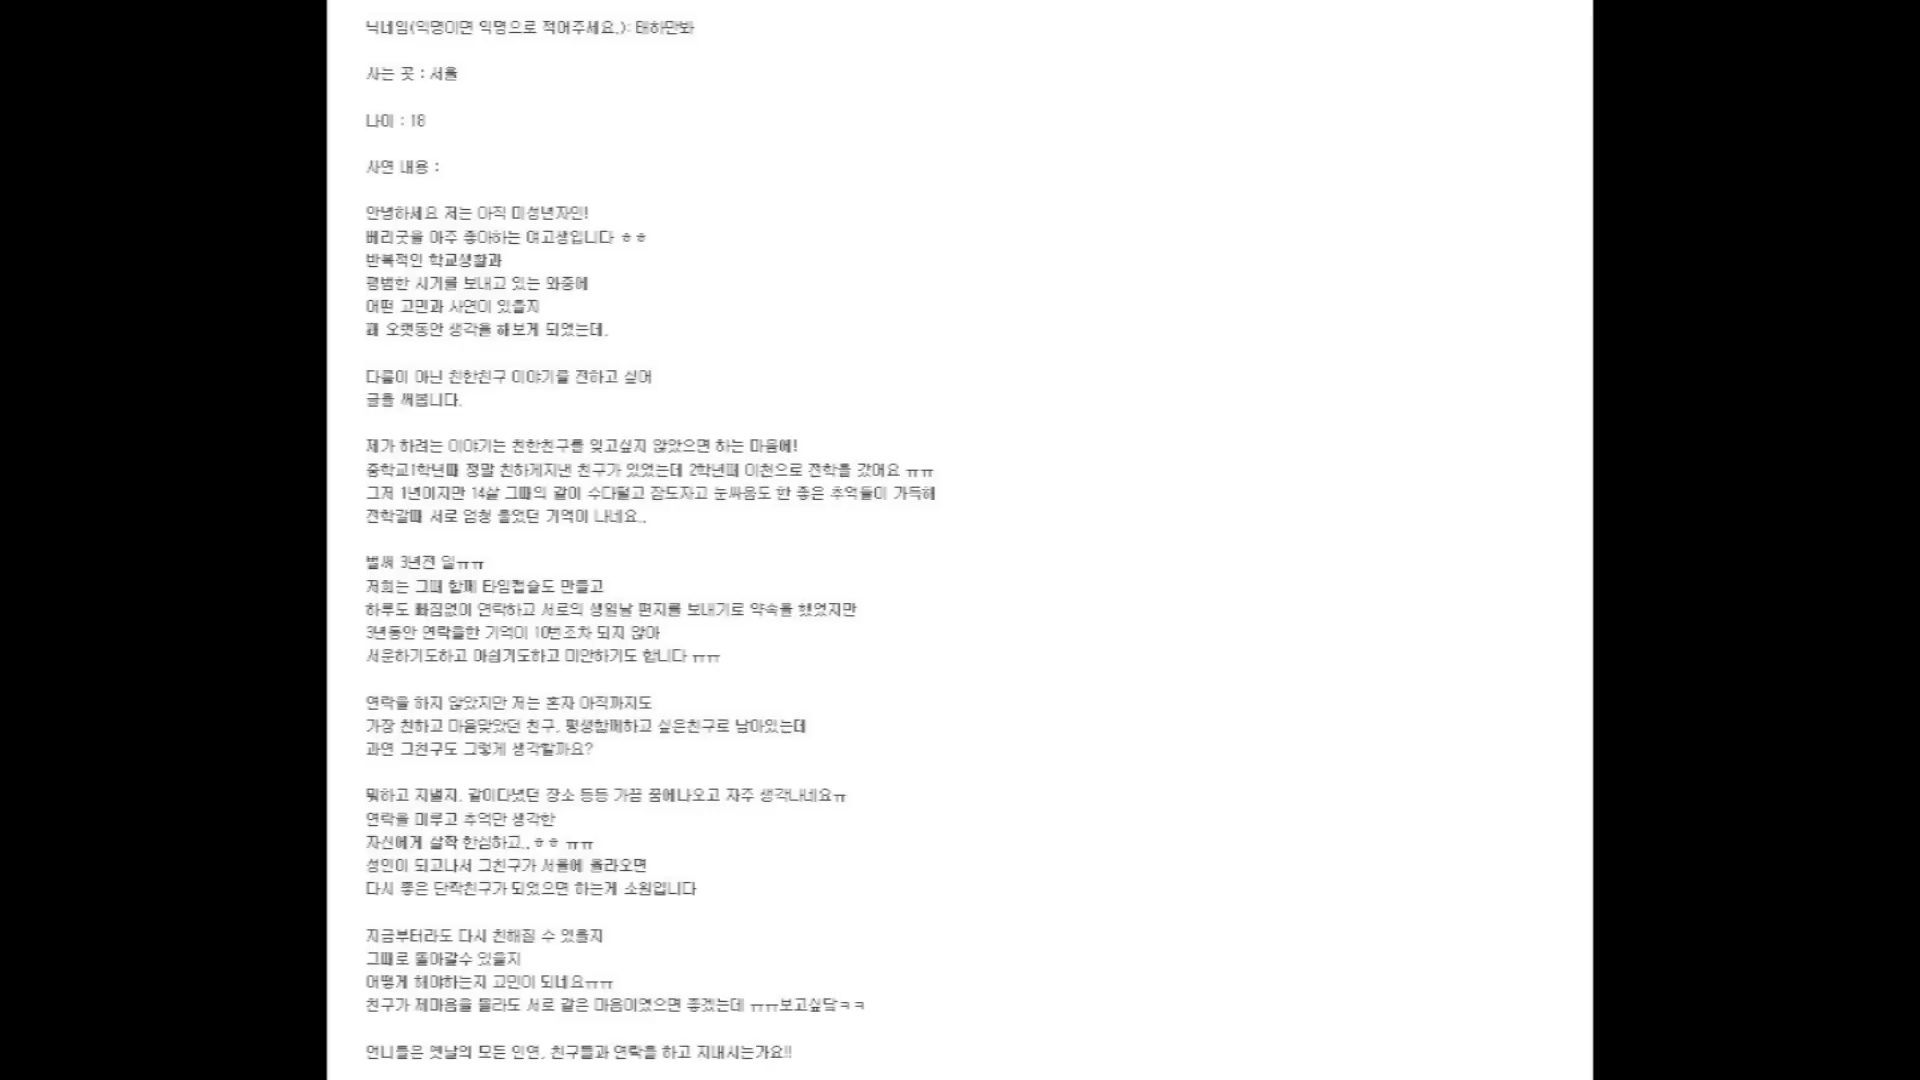 닉네임(익명이면 익명으로 적어주세요.): 태하만봐
사는 곳 : 서울
나이 : 18
사연 내용 :
안녕하세요 저는 아직 미성년자인!
베리굿을 아주 좋아하는 여고생입니다 ㅎㅎ
반복적인 학교생활과
평범한 시기를 보내고 있는 와중에
어떤 고민과 사연이 있을지
꽤 오랫동안 생각을 해보게 되었는데,
다름이 아닌 친한친구 이야기를 전하고 싶어
글을 써봅니다.
제가 하려는 이야기는 친한친구를 잊고싶지 않았으면 하는 마음에!
중학교1학년때 정말 친하게지낸 친구가 있었는데 2학년때 이천으로 전학을 갔어요 ㅠㅠ
그저 1년이지만 14살 그때의 같이 수다떨고 잠도자고 눈싸움도 한 좋은 추억들이 가득해
전학갈때 서로 엄청 울었던 기억이 나네요..
벌써 3년전 일ㅠㅠ
저희는 그때 함께 타임캡슐도 만들고
하루도 빠짐없이 연락하고 서로의 생일날 편지를 보내기로 약속을 했었지만
3년동안 연락을한 기억이 10번조차 되지 않아
서운하기도하고 아쉽기도하고 미안하기도 합니다 ㅠㅠ
연락을 하지 않았지만 저는 혼자 아직까지도
가장 친하고 마음맞았던 친구, 평생함께하고 싶은친구로 남아있는데
과연 그친구도 그렇게 생각할까요?
뭐하고 지낼지, 같이다녔던 장소 등등 가끔 꿈에나오고 자주 생각나네요ㅠ
연락을 미루고 추억만 생각한
자신에게 살짝 한심하고..ㅎㅎ ㅠㅠ
성인이 되고나서 그친구가 서울에 올라오면
다시 좋은 단짝친구가 되었으면 하는게 소원입니다
지금부터라도 다시 친해질 수 있을지
그때로 돌아갈수 있을지
어떻게 해야하는지 고민이 되네요ㅠㅠ
친구가 제마음을 몰라도 서로 같은 마음이였으면 좋겠는데 ㅠㅠ보고싶닼ㅋㅋ
언니들은 옛날의 모든 인연, 친구들과 연락을 하고 지내시는가요!!